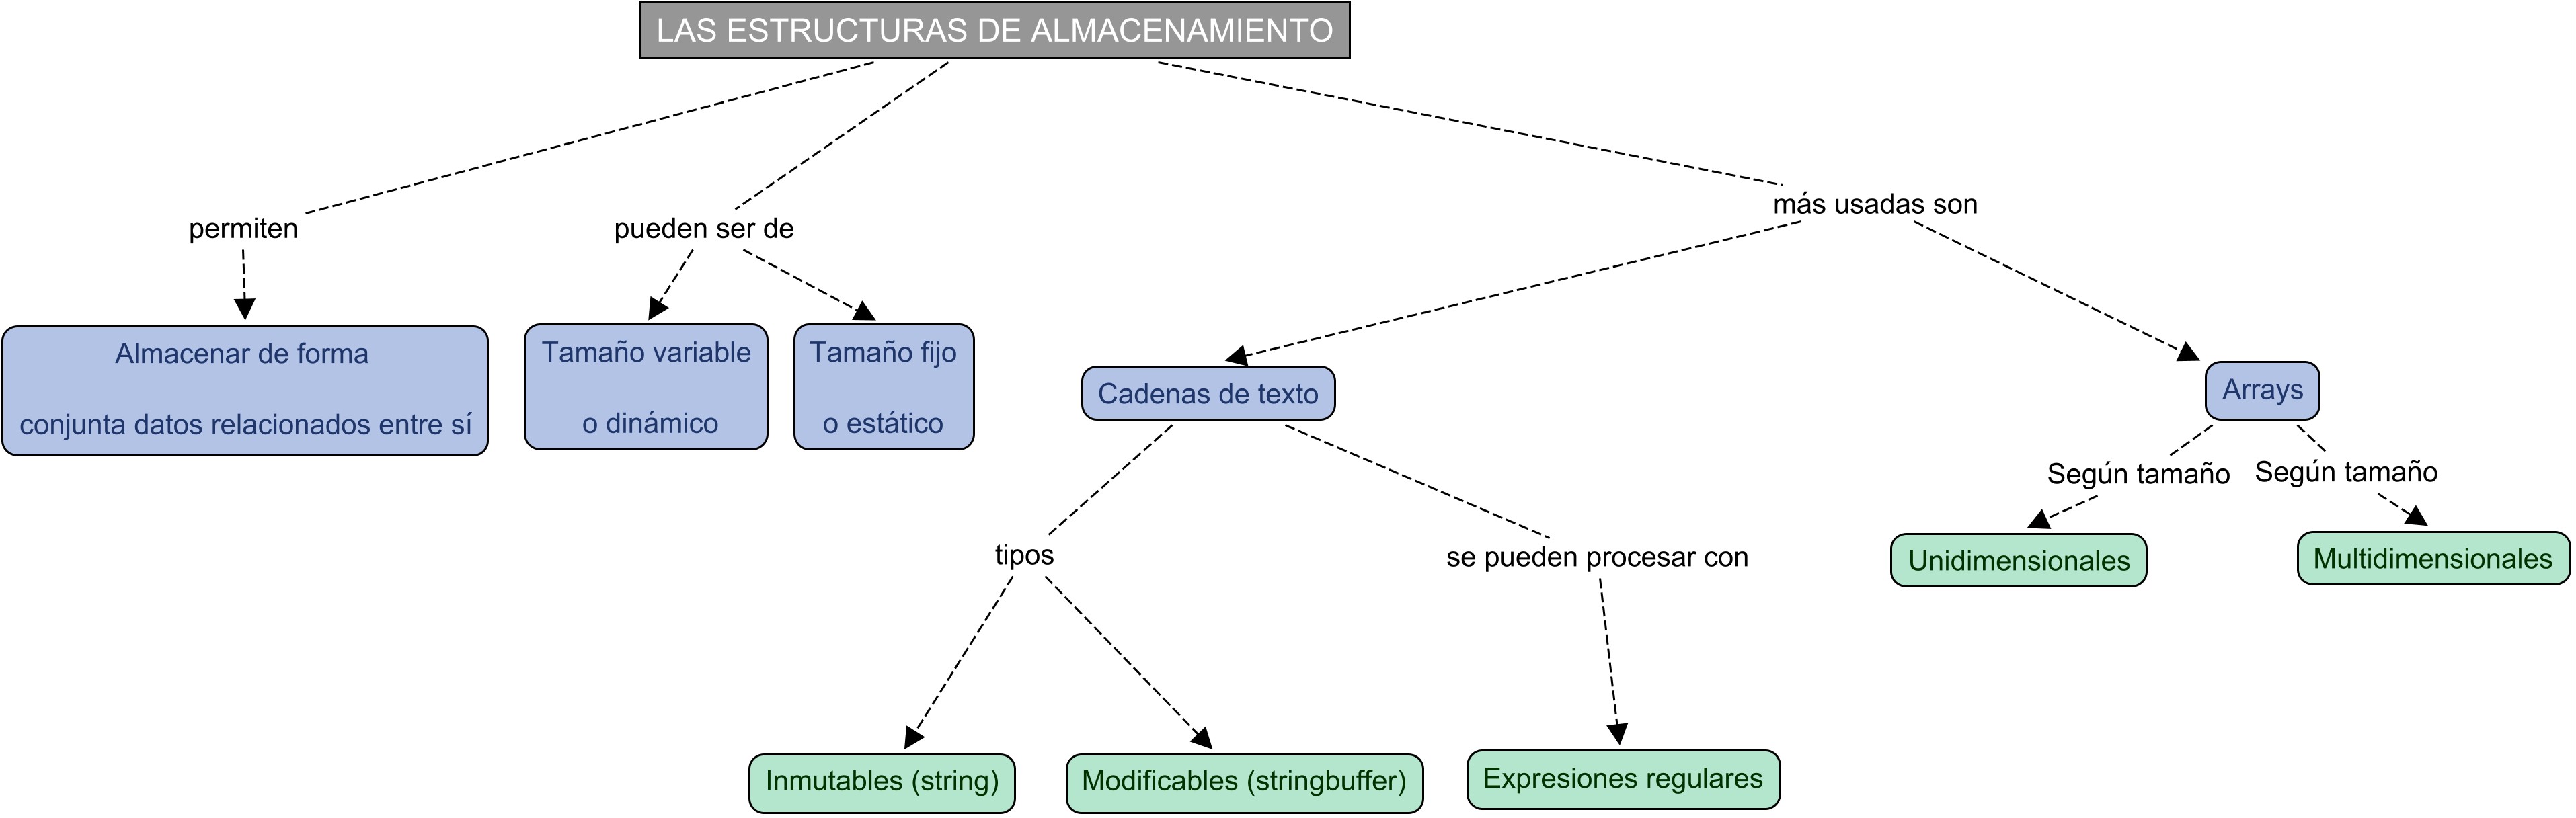 LAS ESTRUCTURAS DE ALMACENAMIENTO
permiten
pueden ser de
más usadas son
Almacenar de forma
conjunta datos relacionados entre sí
Tamaño variable
o dinámico
Tamaño fijo
o estático
Cadenas de texto
Arrays
Según tamaño
Según tamaño
tipos
se pueden procesar con
Unidimensionales
Multidimensionales
Inmutables (string)
Modificables (stringbuffer)
Expresiones regulares